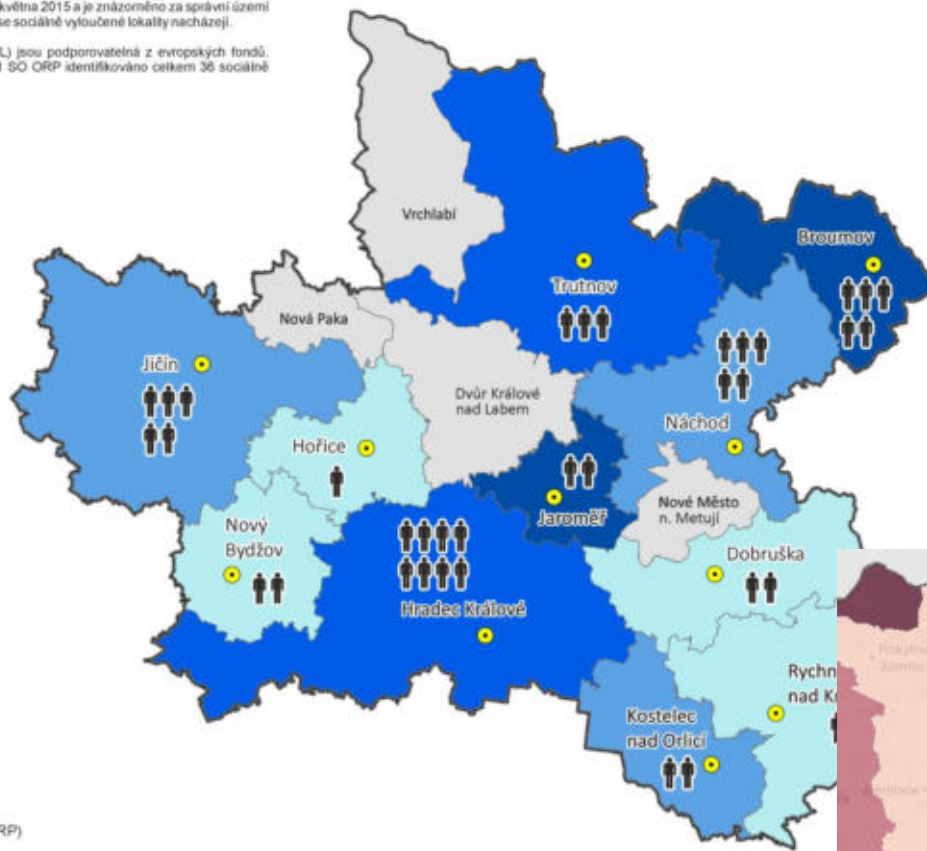 května 2015 a je znázorněno za správní území
se sociálně vyloučené lokality nacházejí.
L) jsou podporovatelná z evropských fondů.
SO ORP identifikováno celkem 36 sociálně
Vrchlabí
Broumov
Trutnov
Nová Paka
Jičín
Dvůr Králové
nad Labem
Náchod
Hořice
Nové Město
n. Metují
Jaroměř
Nový
Bydžov
Dobruška
Hradec Králové
Rychn
nad K
Kostelec
nad Orlicí
RP)